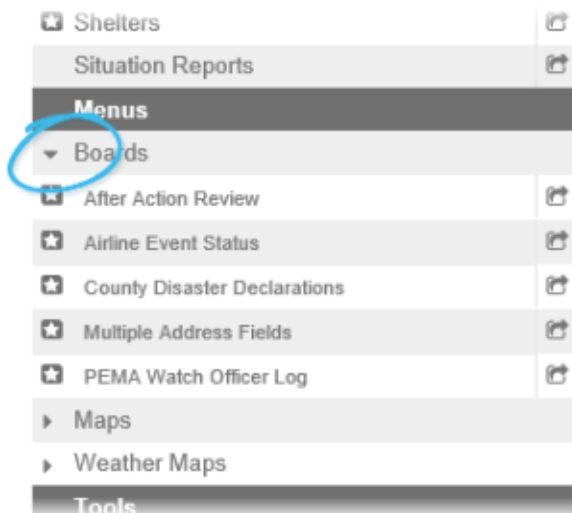 Shelters
Situation Reports
Menus
Boards
After Action Review
Airline Event Status
County Disaster Declarations
Multiple Address Fields
PEMA Watch Officer Log
Maps
Weather Maps
Tools